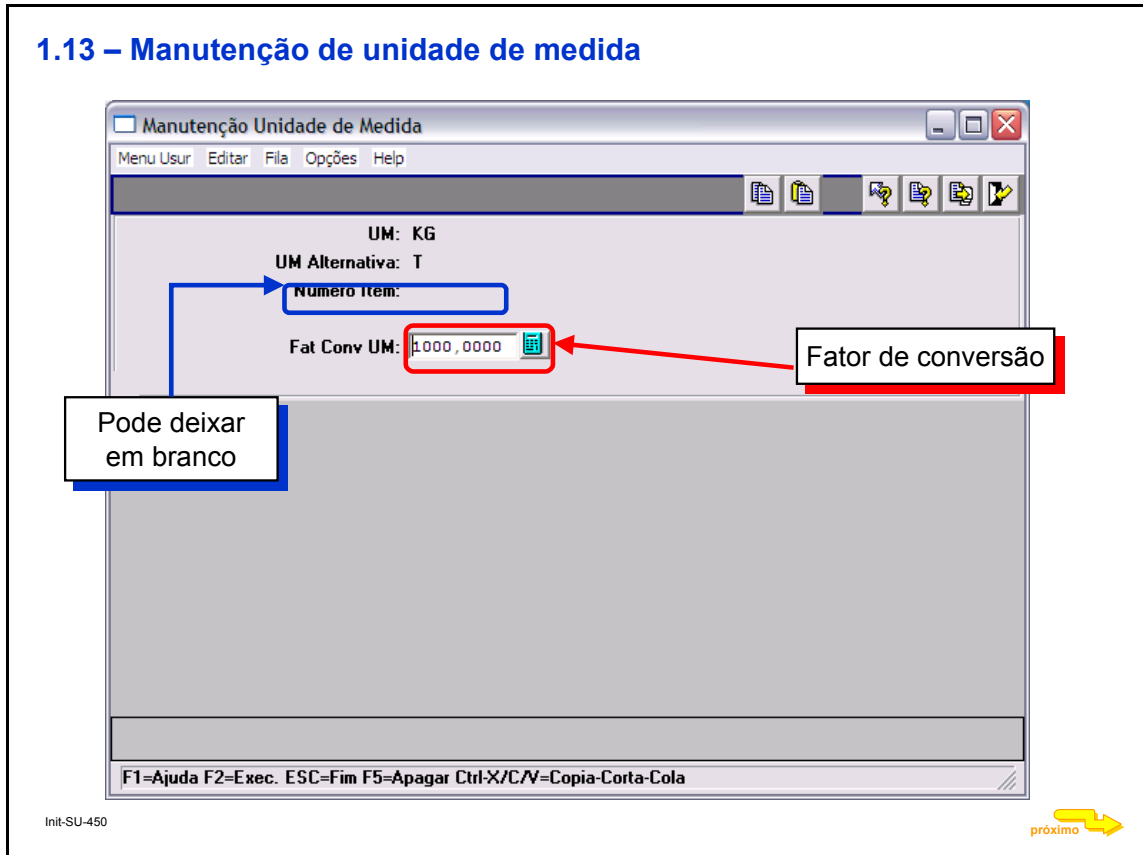 1.13 – Manutenção de unidade de medida
Manutenção Unidade de Medida
Menu Usur Editar Fila Opções Help
UM: KG
UM Alternativa: T
Número Item:
Fat Conv UM: 1000,0000
Fator de conversão
Pode deixar
em branco
F1=Ajuda F2=Exec. ESC=Fim F5=Apagar Ctrl-X/C/V=Copia-Corta-Cola
Init-SU-450
próximo